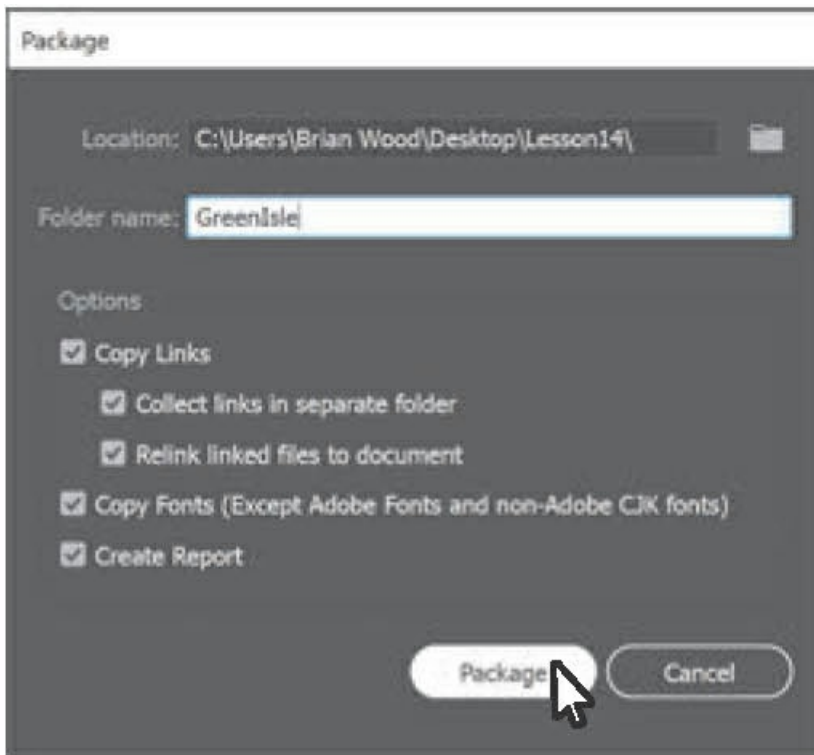 Package
Location: C:\Users\Brian Wood\Desktop\Lesson14\
Folder name: GreenIsle
Options
Copy Links
Collect links in separate folder
Relink linked files to document
Copy Fonts (Except Adobe Fonts and non-Adobe CJK fonts)
Create Report
Package Cancel